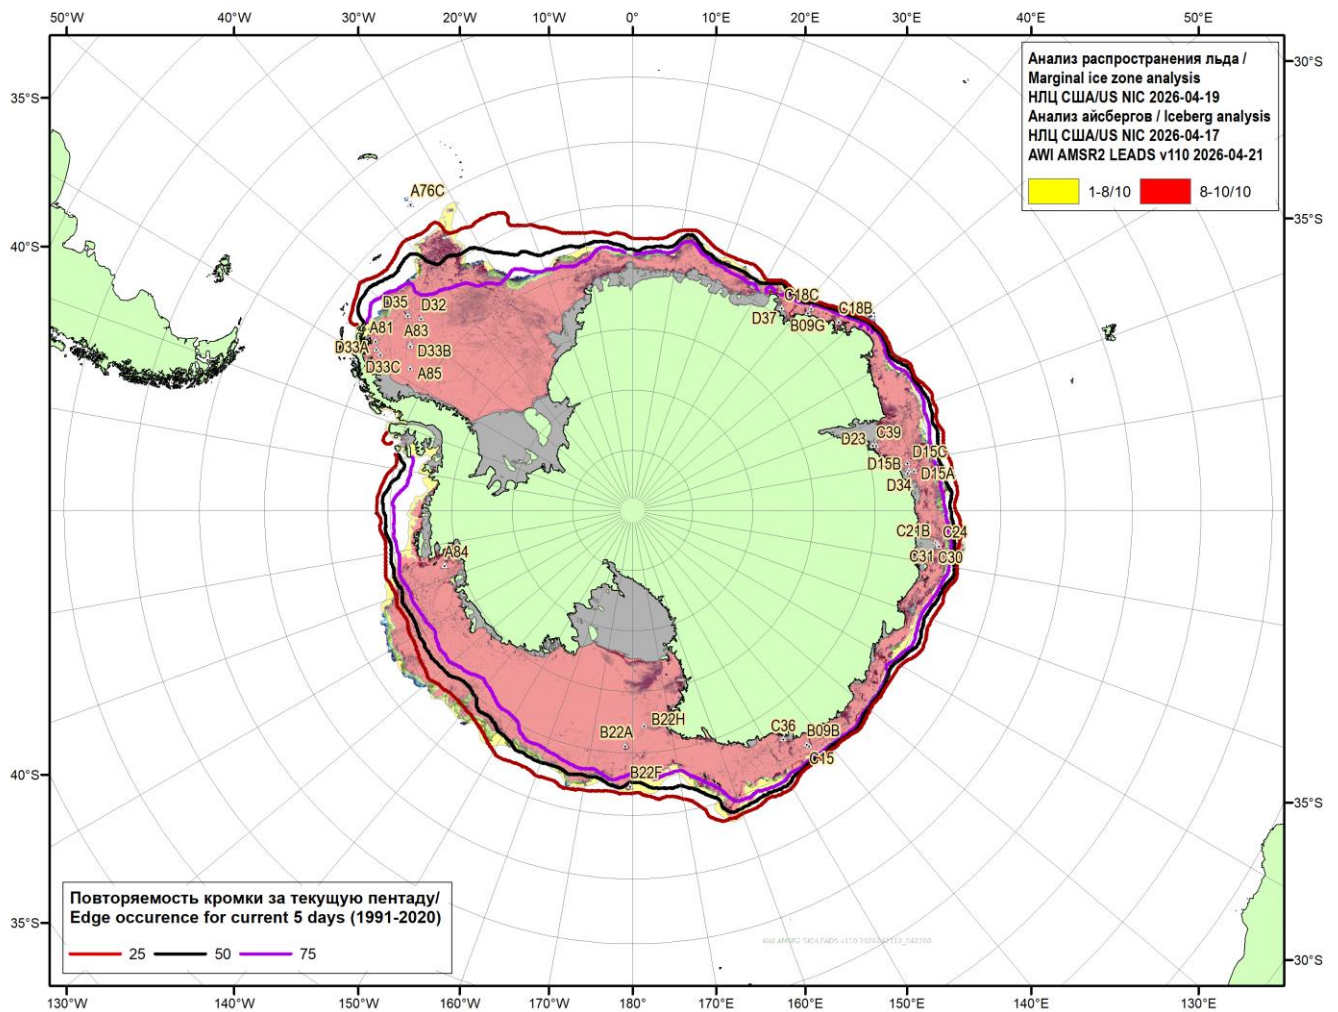 50°W 40°W 30°W 20°W 10°W 0° 10°E 20°E 30°E 40°E 50°E
Анализ распространения льда /
Marginal ice zone analysis
НЛЦ США/US NIC 2026-04-19
Анализ айсбергов / Iceberg analysis
НЛЦ США/US NIC 2026-04-17
AWI AMSR2 LEADS v110 2026-04-21
1-8/10 8-10/10
30°S
35°S
A76C
35°S
40°S
C18C
C18B
D35 D32
D37 B09G
A81 A83
D33A D33B
D33C A85
C39
D23
D15C
D15B D15A
D34
C21B C24
C31 C30
A84
B22H
B22A
C36 B09B
C15
B22F
40°S
35°S
Повторяемость кромки за текущую пентаду/
Edge occurence for current 5 days (1991-2020)
25 50 75
35°S
30°S
130°W 140°W 150°W 160°W 170°W 180° 170°E 160°E 150°E 140°E 130°E